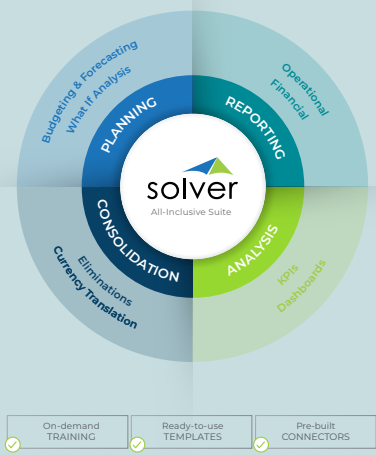 Budgeting & Forecasting
What If Analysis
PLANNING
Operational
Financial
REPORTING
solver
All-Inclusive Suite
CONSOLIDATION
Eliminations
Currency Translation
ANALYSIS
KPIs
Dashboards
On-demand
TRAINING
Ready-to-use
TEMPLATES
Pre-built
CONNECTORS